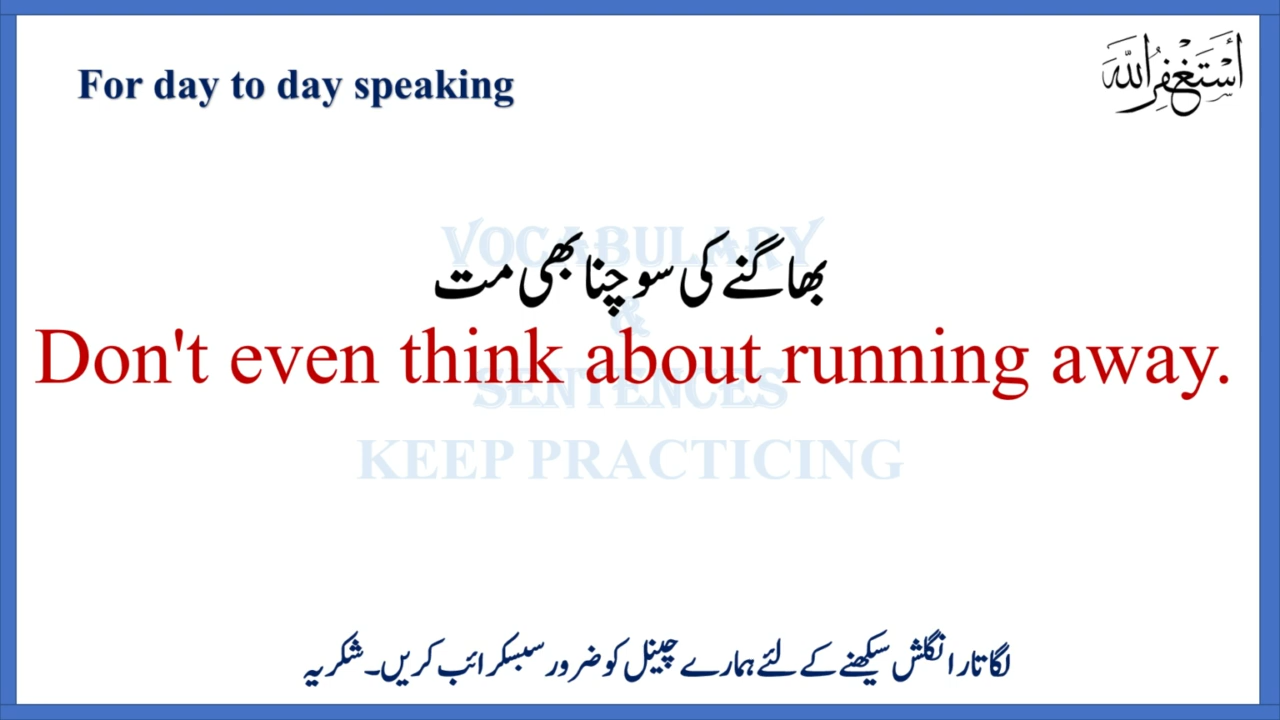 For day to day speaking
أستغفر الله
بھاگنے کی سوچنا بھی مت
Don't even think about running away.
VOCABULARY
&
SENTENCES
KEEP PRACTICING
لگاتار انگلش سیکھنے کے لئے ہمارے چینل کو ضرور سبسکرائب کریں۔ شکریہ